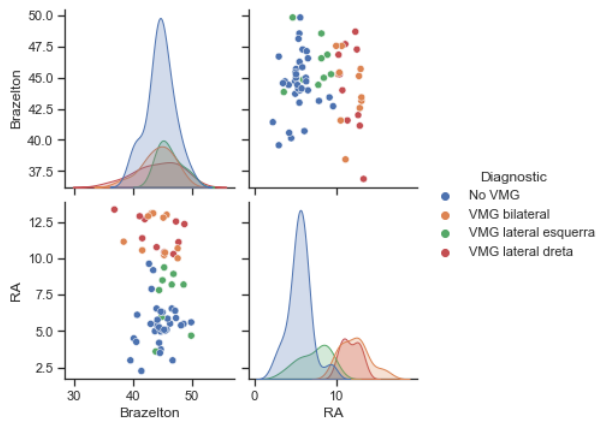 50.0
47.5
45.0
42.5
40.0
37.5
Brazelton
Diagnostic
No VMG
VMG bilateral
VMG lateral esquerra
VMG lateral dreta
12.5
10.0
7.5
5.0
2.5
RA
30 40 50
Brazelton
0 10
RA